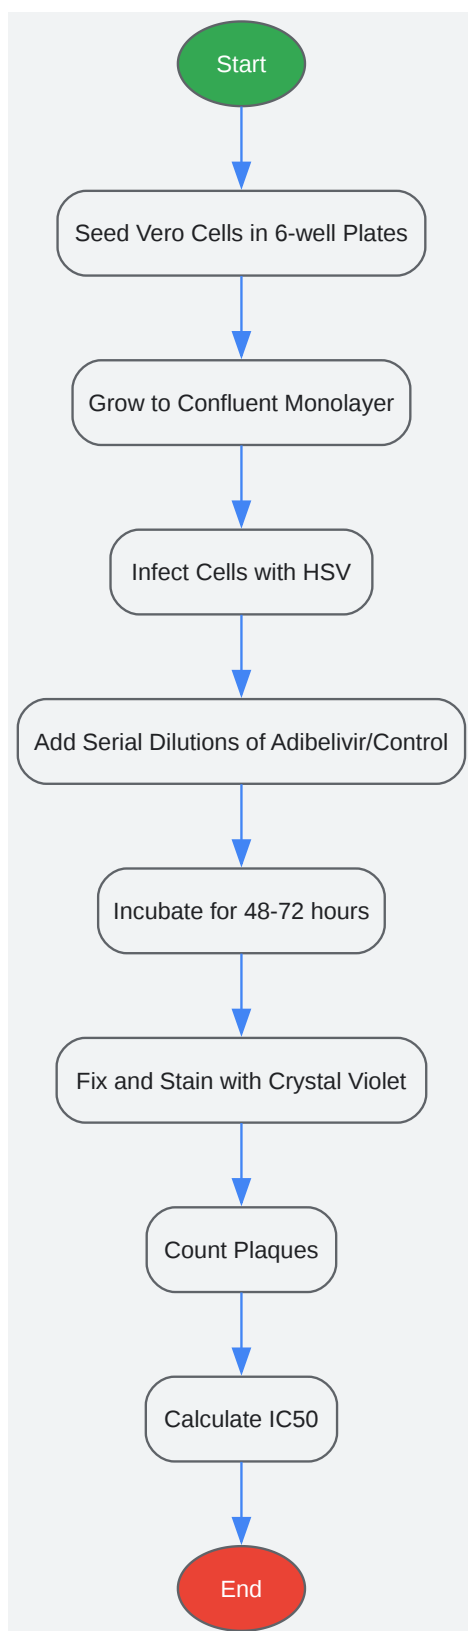 Start
Seed Vero Cells in 6-well Plates
Grow to Confluent Monolayer
Infect Cells with HSV
Add Serial Dilutions of Adibelivir/Control
Incubate for 48-72 hours
Fix and Stain with Crystal Violet
Count Plaques
Calculate IC50
End